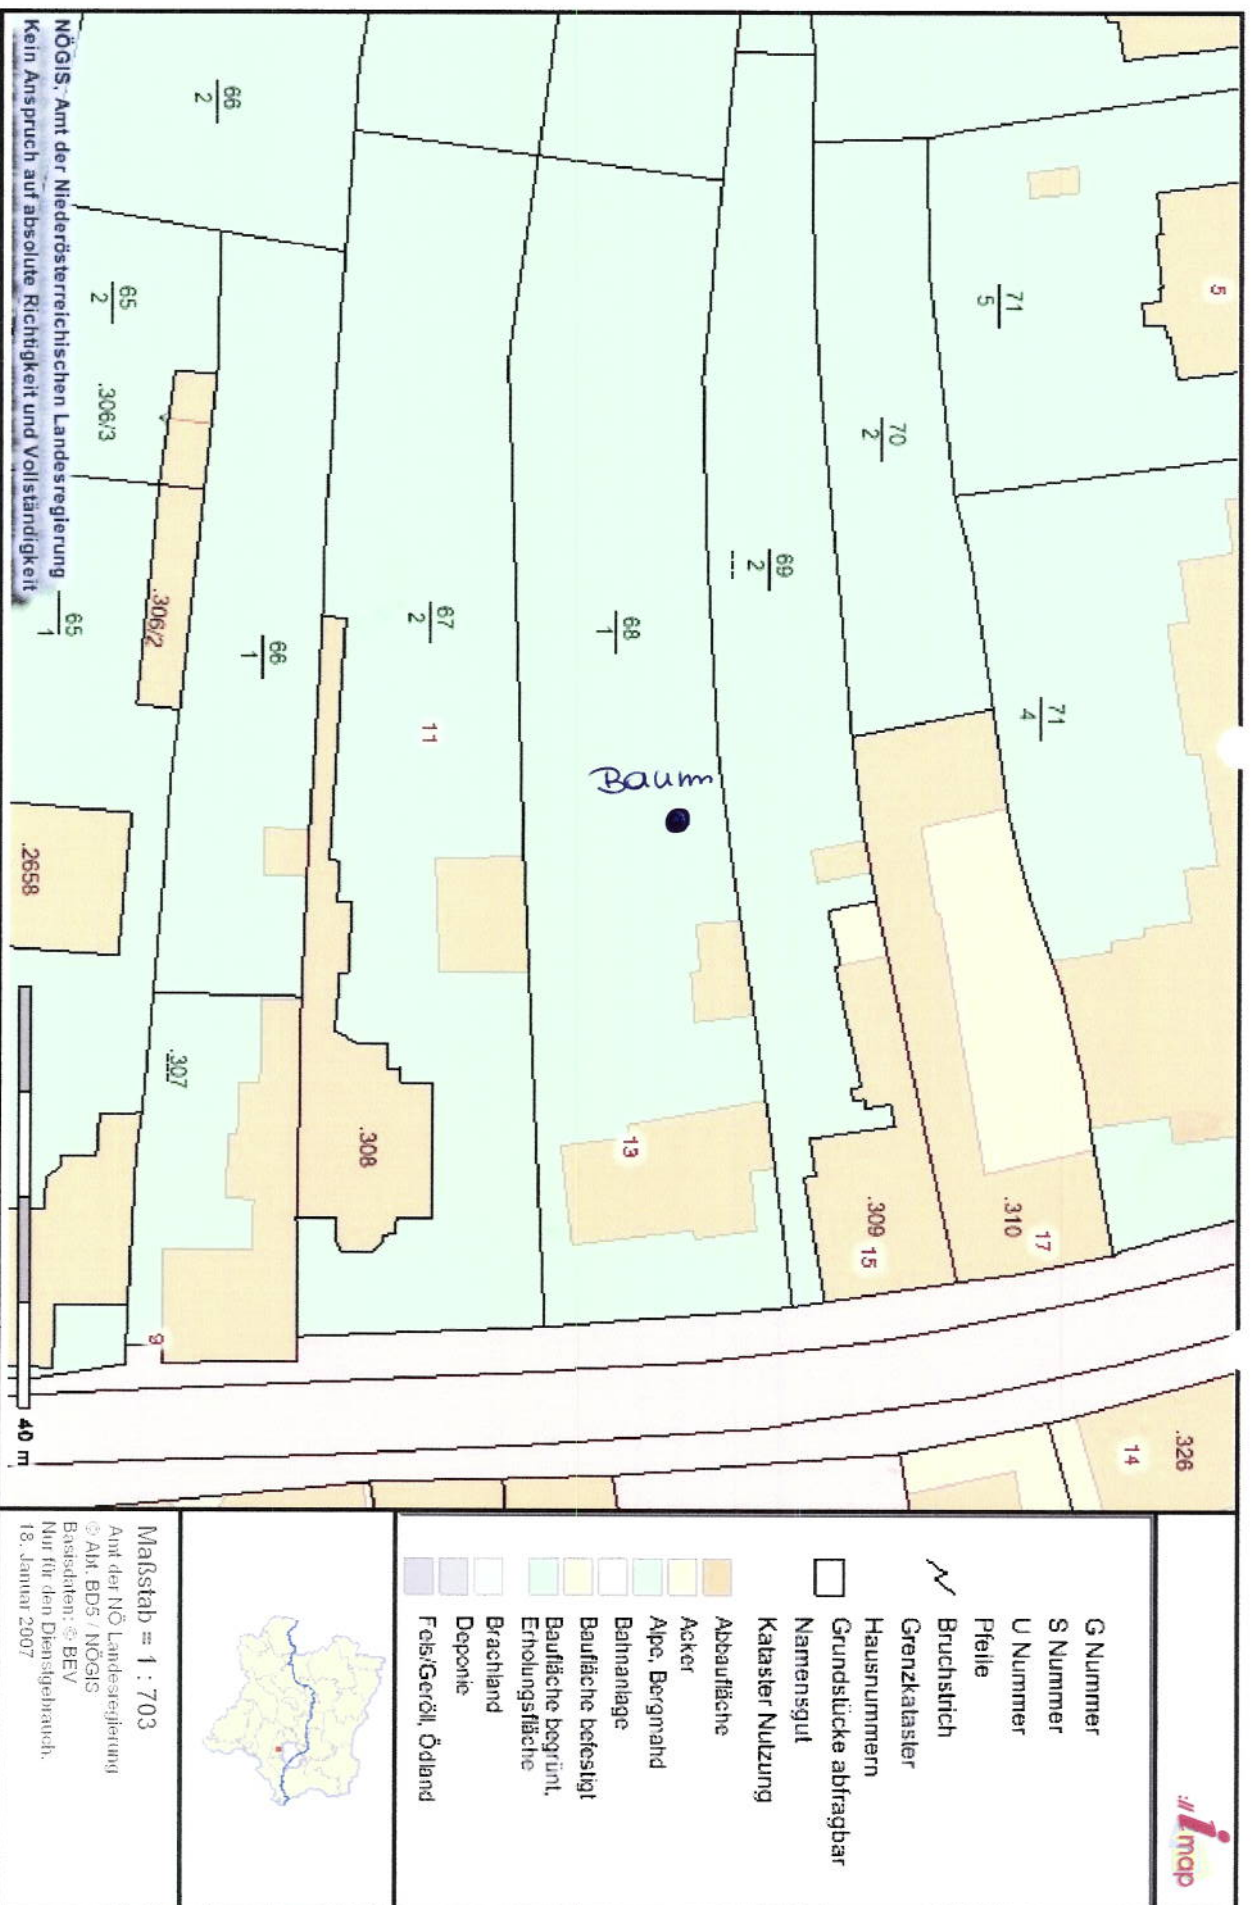 NÖGIS, Amt der Niederösterreichischen Landesregierung
Kein Anspruch auf absolute Richtigkeit und Vollständigkeit
66
2
65
2
.306/3
.306/2
65
1
66
1
67
2
11
68
1
69
2
70
2
71
5
5
71
4
Baum
.2658
.307
.308
13
.309
15
.310
17
9
.326
14
40 m
://imap
G Nummer
S Nummer
U Nummer
Pfeile
Bruchstrich
Grenzkataster
Hausnummern
Grundstücke abfragbar
Namensgut
Kataster Nutzung
Abbaufläche
Acker
Alpe, Bergmahd
Bahnanlage
Baufläche befestigt
Baufläche begrünt,
Erholungsfläche
Brachland
Deponie
Fels/Geröll, Ödland
Maßstab = 1 : 703
Amt der NÖ Landesregierung
© Abt. BD5 / NÖGIS
Basisdaten: © BEV
Nur für den Dienstgebrauch.
18. Januar 2007